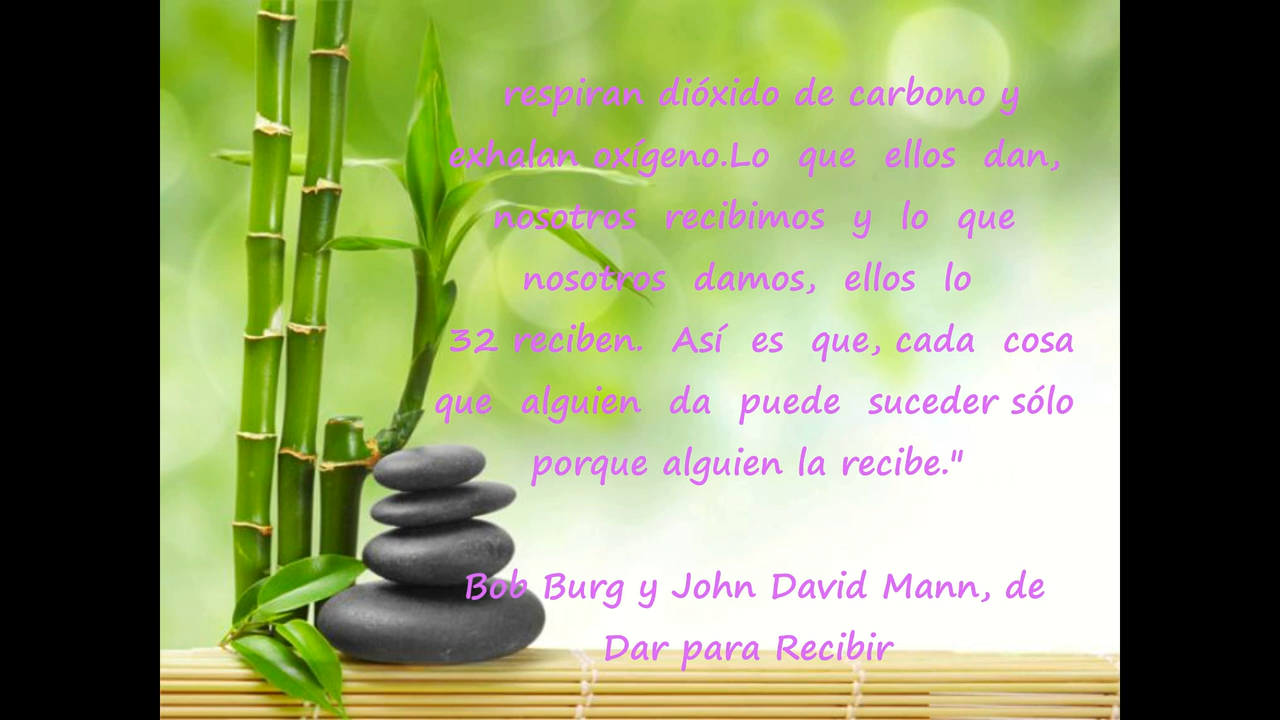 respiran dióxido de carbono y
exhalan oxígeno.Lo que ellos dan,
nosotros recibimos y lo que
nosotros damos, ellos lo
32 reciben. Así es que, cada cosa
que alguien da puede suceder sólo
porque alguien la recibe."
Bob Burg y John David Mann, de
Dar para Recibir